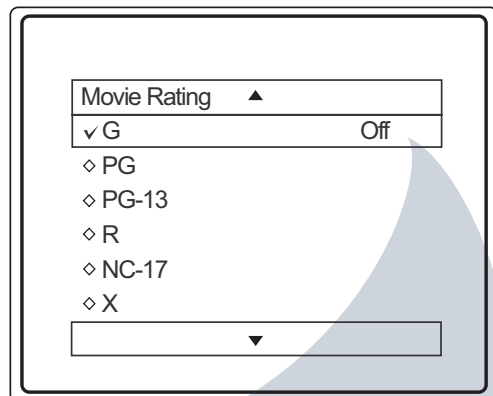 Movie Rating ▲
✓ G Off
◇ PG
◇ PG-13
◇ R
◇ NC-17
◇ X
▼